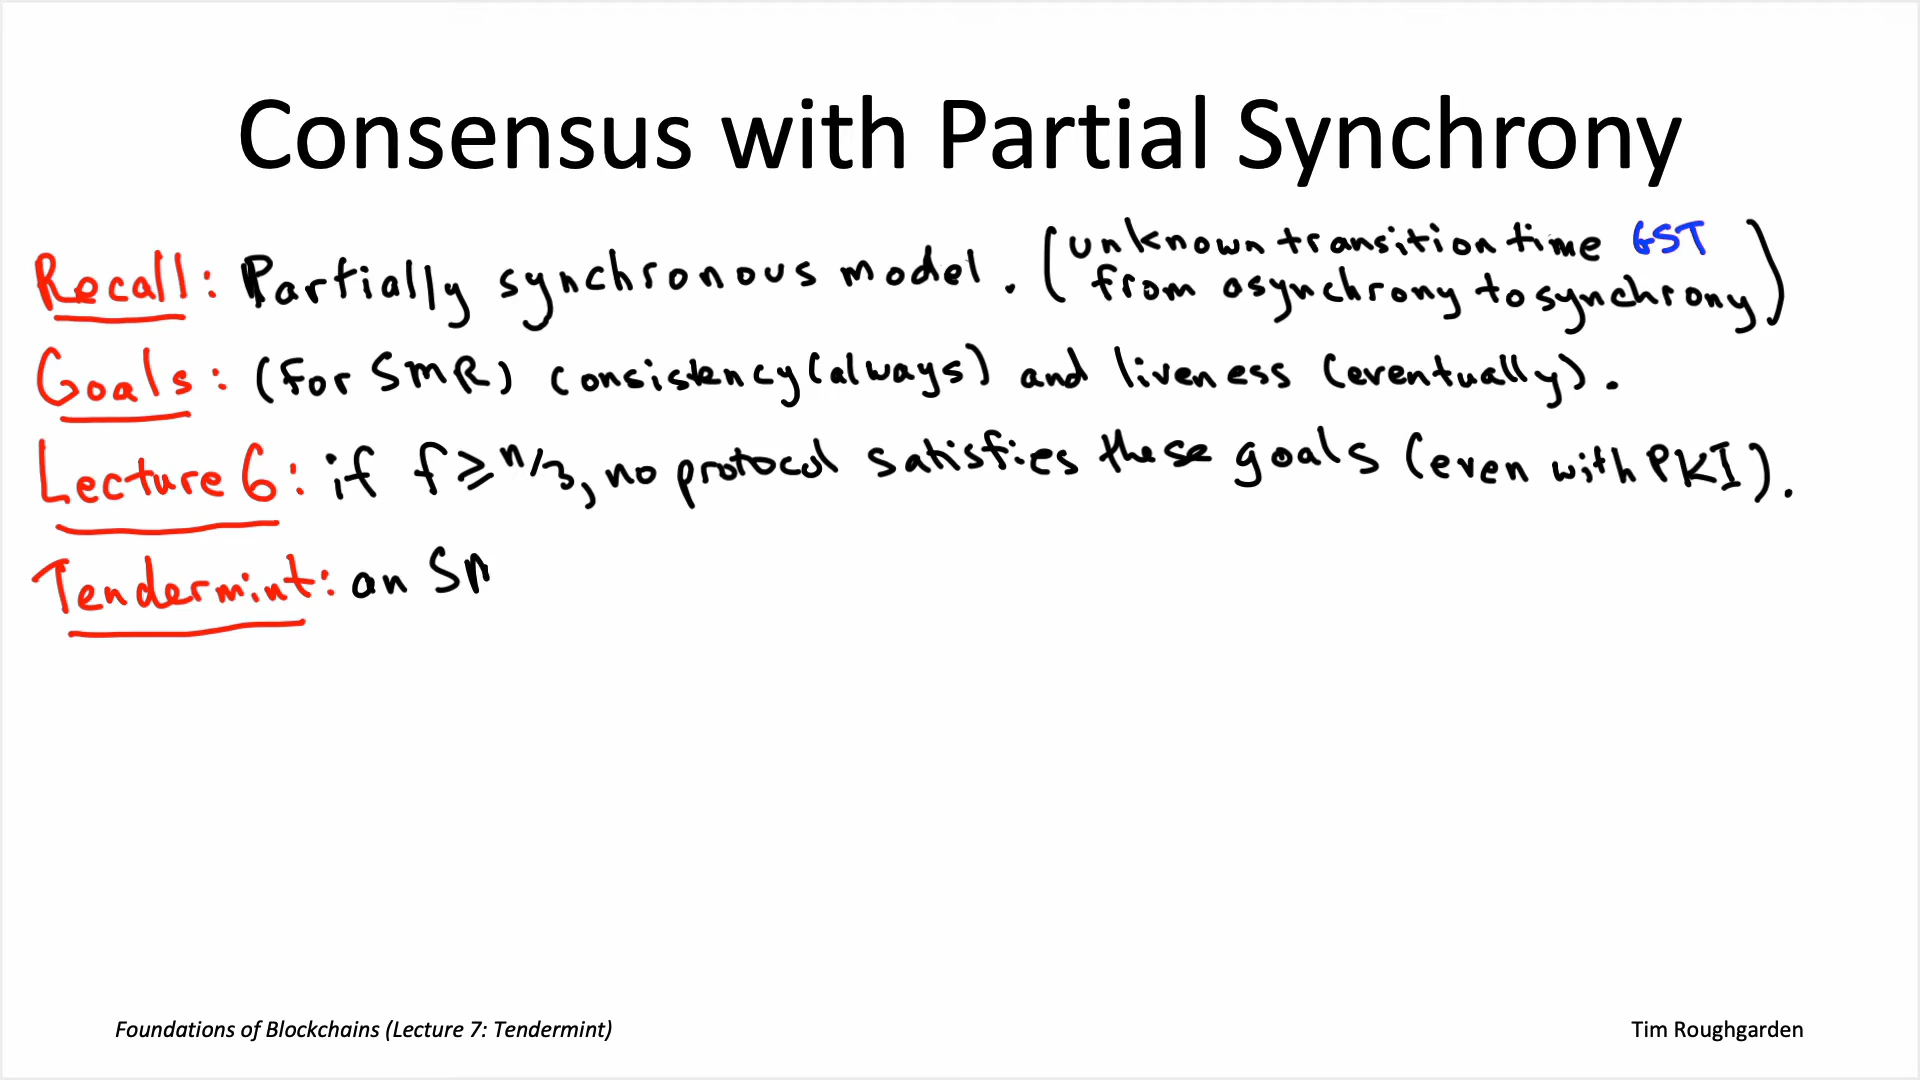 Consensus with Partial Synchrony
Recall: Partially synchronous model. (unknown transition time GST
from asynchrony to synchrony)
Goals: (for SMR) consistency (always) and liveness (eventually).
Lecture 6: if f ≥ n/3, no protocol satisfies these goals (even with PKI).
Tendermint: an SM
Foundations of Blockchains (Lecture 7: Tendermint)
Tim Roughgarden